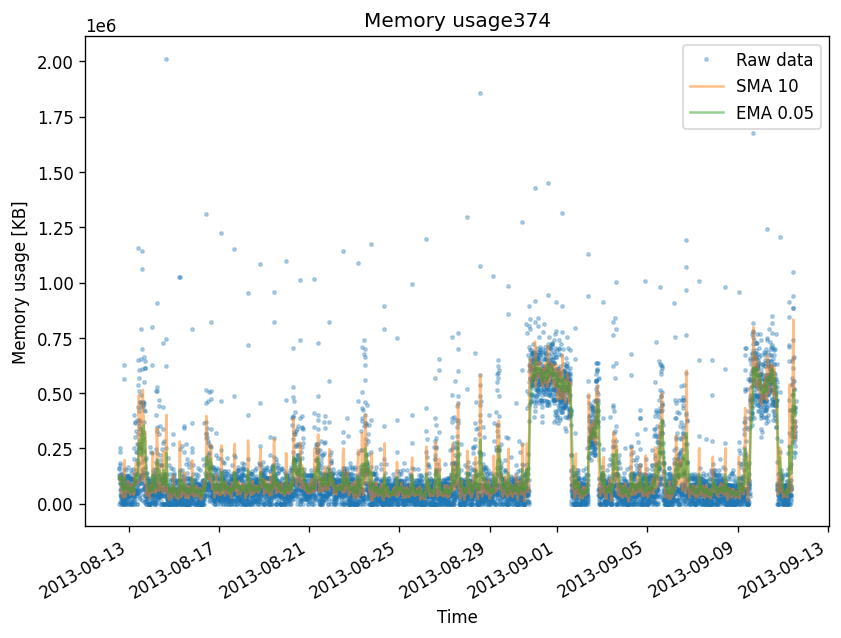 Memory usage374
1e6
Raw data
SMA 10
EMA 0.05
2.00
1.75
1.50
1.25
1.00
0.75
0.50
0.25
0.00
Memory usage [KB]
2013-08-13
2013-08-17
2013-08-21
2013-08-25
2013-08-29
2013-09-01
2013-09-05
2013-09-09
2013-09-13
Time